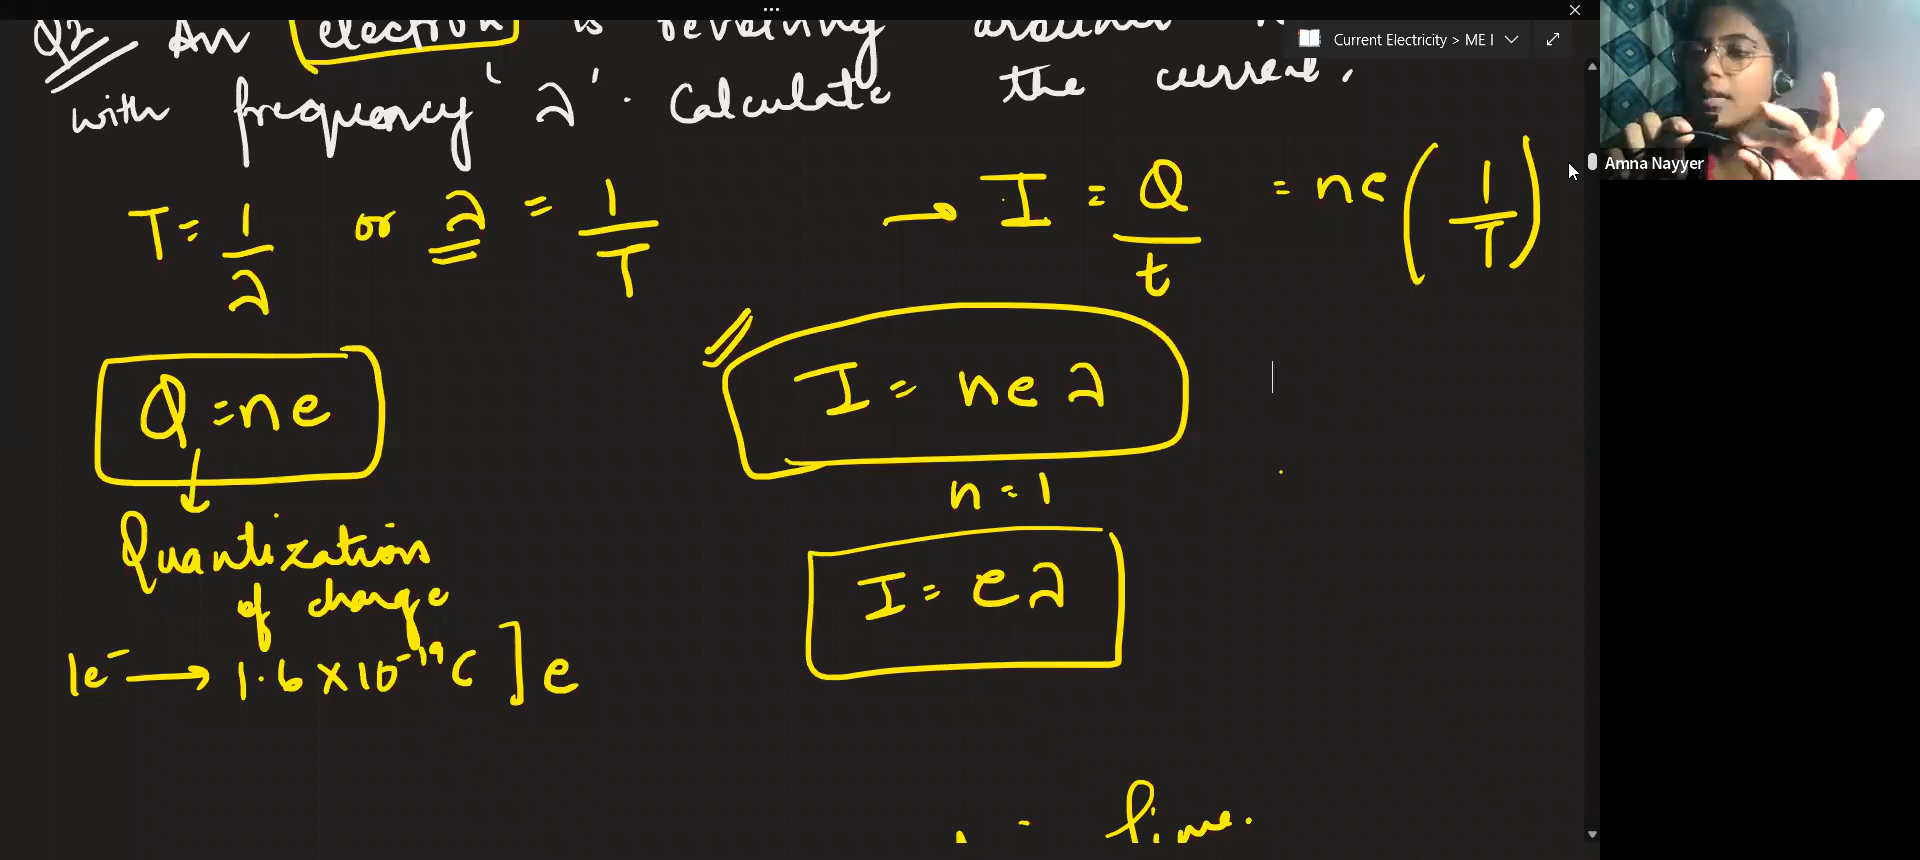 Q2 An electron is revolving around
Current Electricity > ME I
with frequency 'ν'. Calculate the current.
Amna Nayyer
T = 1/ν or ν = 1/T
→ I = Q/t = ne (1/T)
Q = ne
I = neν
n = 1
Quantization
of charge
I = eν
1e⁻ → 1.6 × 10⁻¹⁹ C ] e
time.